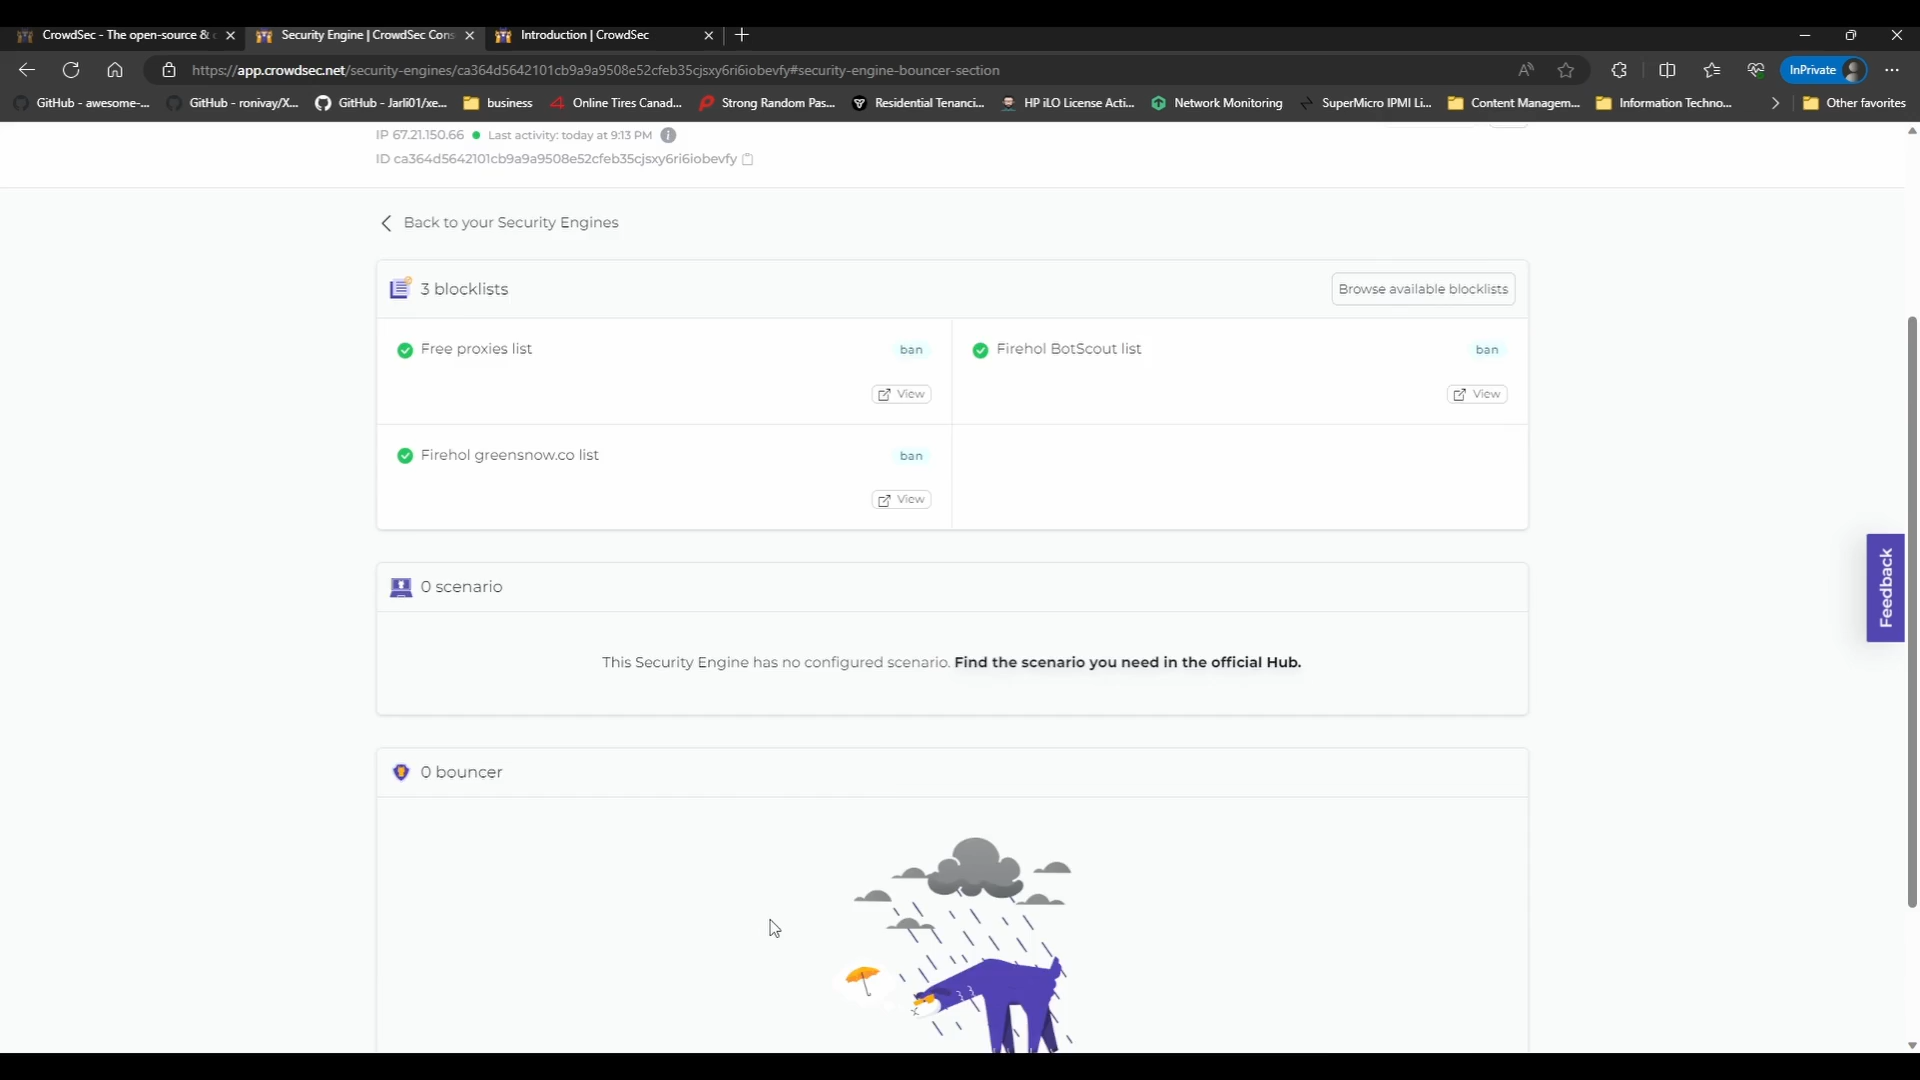 CrowdSec - The open-source &
Security Engine | CrowdSec Cons
Introduction | CrowdSec
https://app.crowdsec.net/security-engines/ca364d5642101cb9a9a9508e52cfeb35cjsxy6ri6iobevfy#security-engine-bouncer-section
InPrivate
GitHub - awesome-...
GitHub - ronivay/X...
GitHub - Jarli01/xe...
business
Online Tires Canad...
Strong Random Pas...
Residential Tenanci...
HP iLO License Acti...
Network Monitoring
SuperMicro IPMI Li...
Content Managem...
Information Techno...
Other favorites
IP 67.21.150.66 Last activity: today at 9:13 PM
ID ca364d5642101cb9a9a9508e52cfeb35cjsxy6ri6iobevfy
Back to your Security Engines
3 blocklists
Browse available blocklists
Free proxies list
ban
View
Firehol BotScout list
ban
View
Firehol greensnow.co list
ban
View
0 scenario
This Security Engine has no configured scenario. Find the scenario you need in the official Hub.
0 bouncer
Feedback